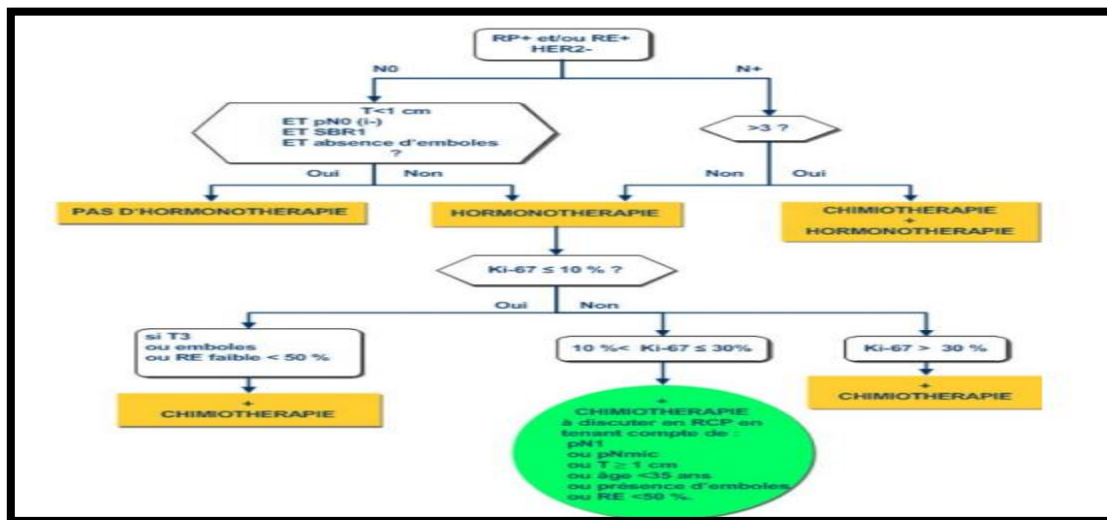 RP+ et/ou RE+
HER2-
N0
N+
T<1 cm
ET pN0 (i-)
ET SBR1
ET absence d'emboles
?
>3 ?
Oui
Non
Non
Oui
PAS D'HORMONOTHERAPIE
HORMONOTHERAPIE
CHIMIOTHERAPIE
+
HORMONOTHERAPIE
Ki-67 ≤ 10 % ?
Oui
Non
si T3
ou emboles
ou RE faible < 50 %
10 %< Ki-67 ≤ 30%
Ki-67 > 30 %
+
CHIMIOTHERAPIE
+
CHIMIOTHERAPIE
à discuter en RCP en
tenant compte de :
pN1
ou pNmic
ou T ≥ 1 cm
ou âge <35 ans
ou présence d'emboles
ou RE <50 %.
+
CHIMIOTHERAPIE